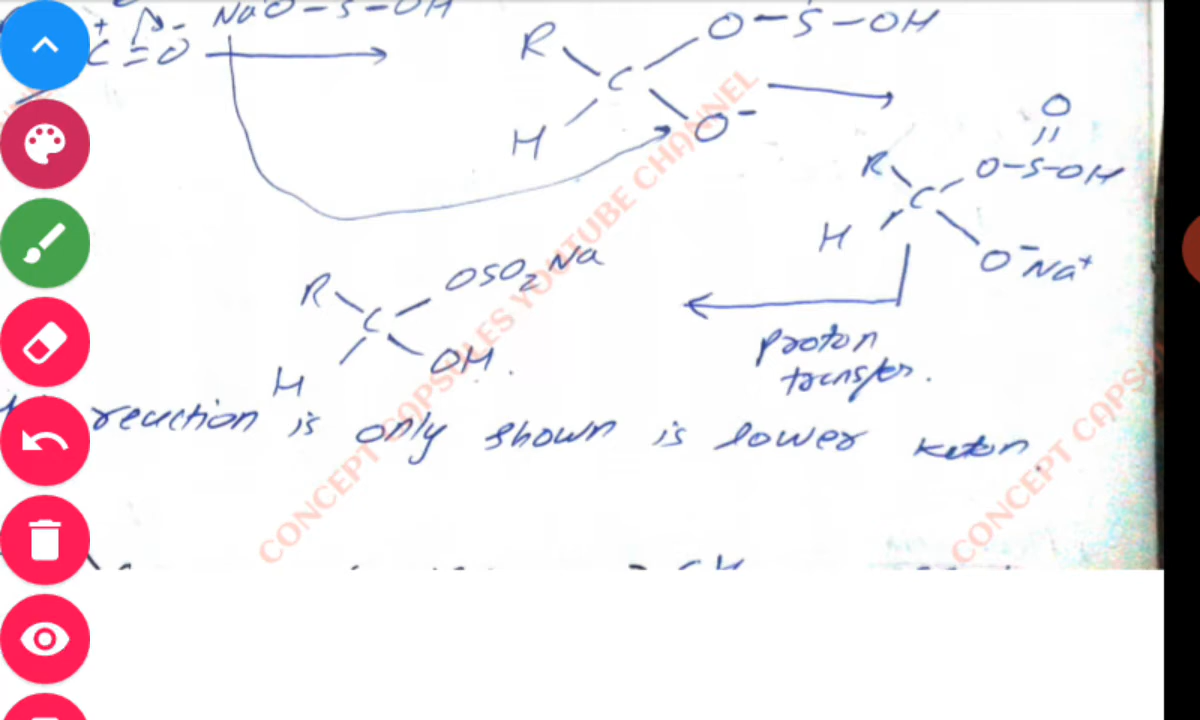 NaO-S-OH
C=O
R
C
O-S-OH
H
O⁻
O
R
C
O-S-OH
H
O⁻Na⁺
R
C
OSO₂Na
H
OH.
proton
transfer.
reaction is only shown is lower keton.
CONCEPT CAPSULES YOUTUBE CHANNEL
CONCEPT CAPSU